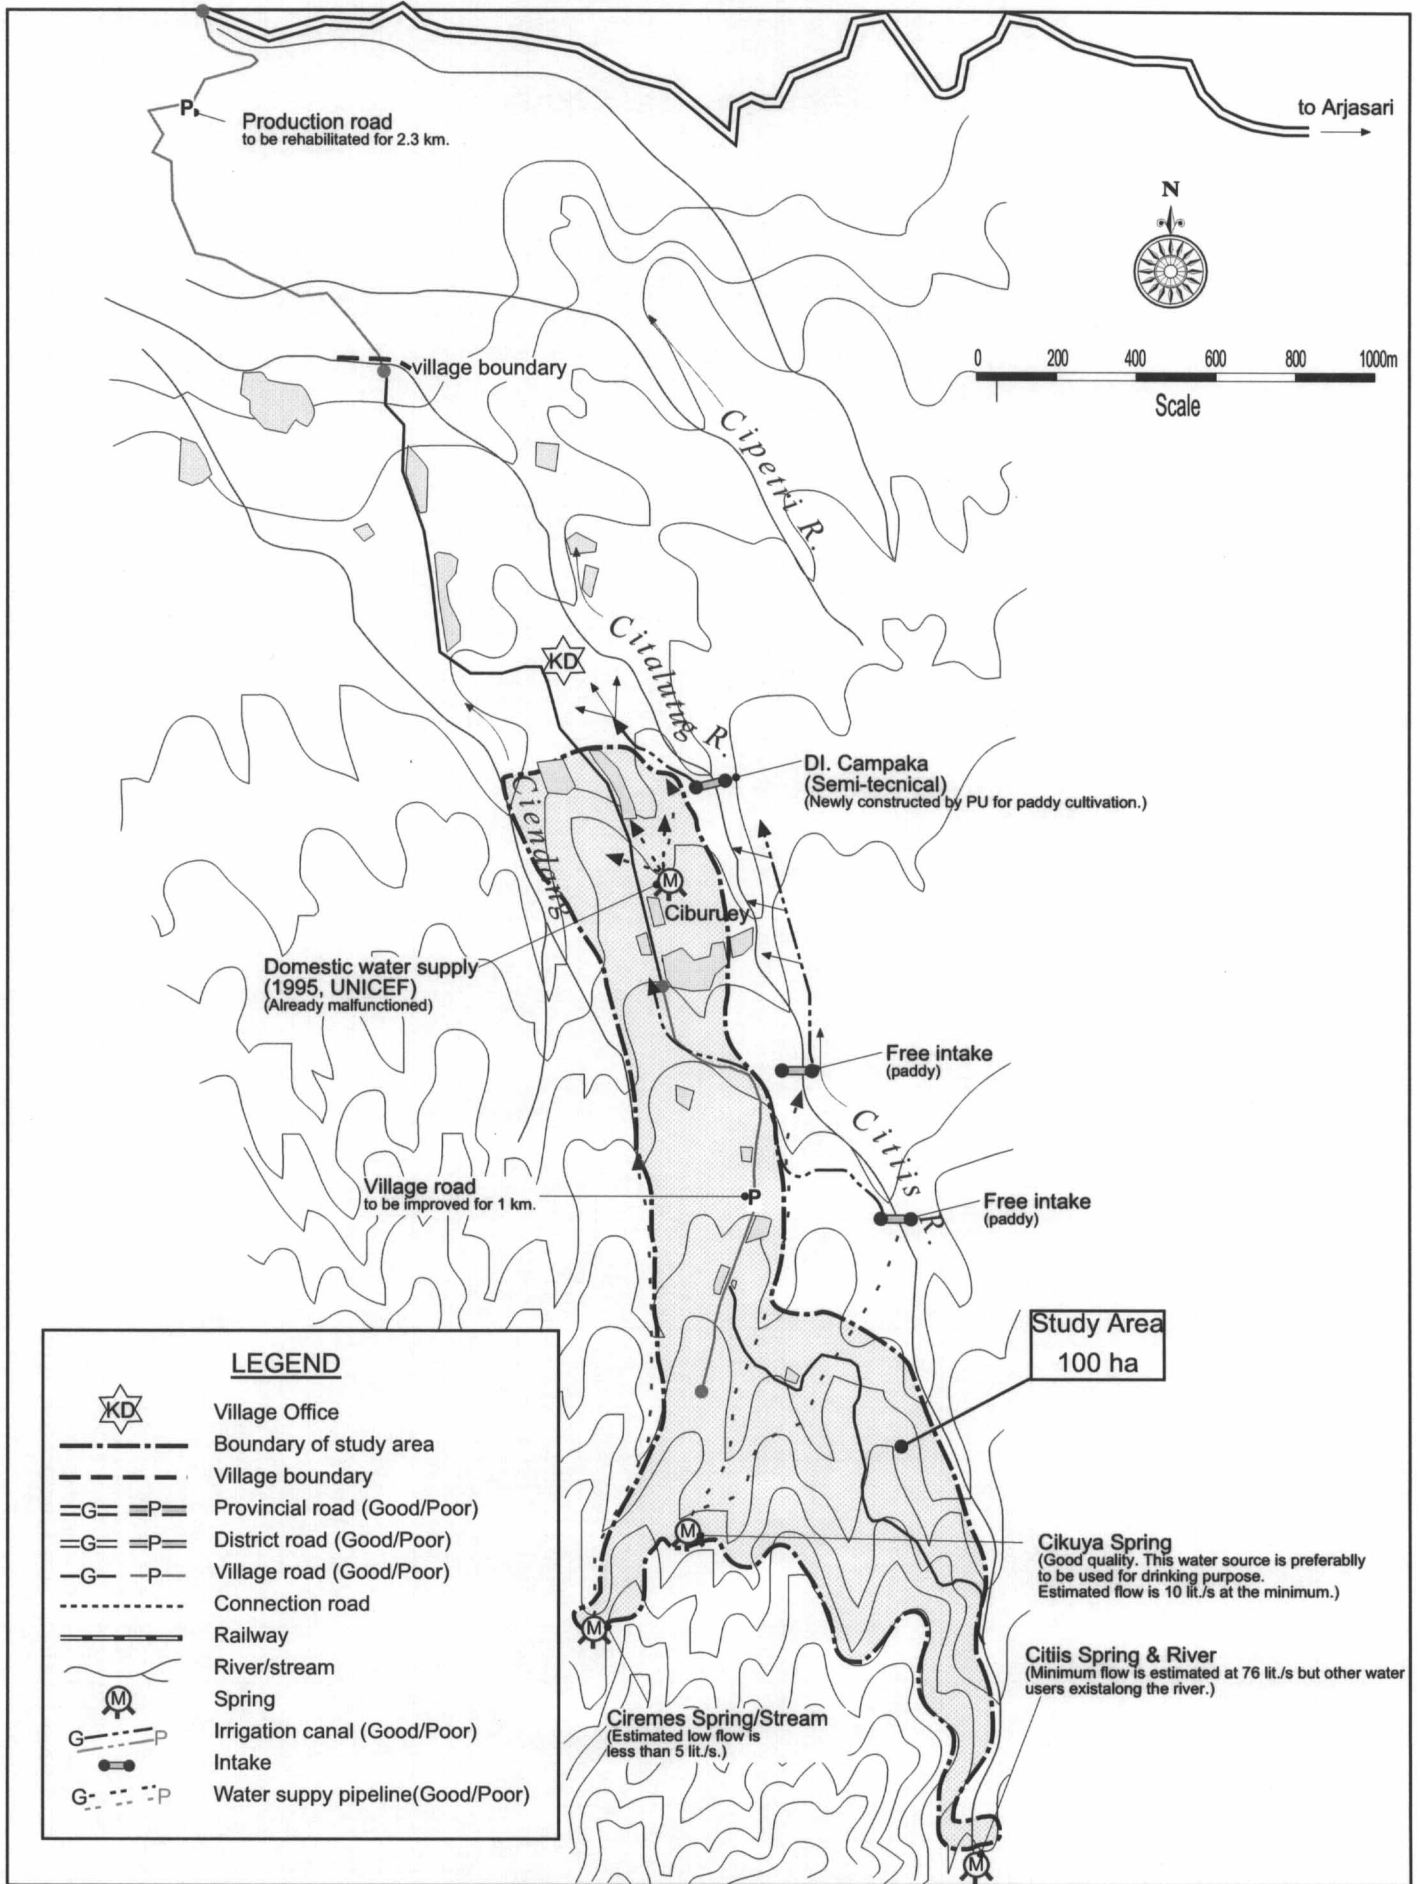 to Arjasari
P
Production road
to be rehabilitated for 2.3 km.
N
village boundary
0 200 400 600 800 1000m
Scale
Cipetri R.
Citalutug R.
KD
DI. Campaka
(Semi-tecnical)
(Newly constructed by PU for paddy cultivation.)
Ciendang
M
Ciburuey
Domestic water supply
(1995, UNICEF)
(Already malfunctioned)
Free intake
(paddy)
Citiis R.
Village road
to be improved for 1 km.
P
Free intake
(paddy)
Study Area
100 ha
LEGEND
KD Village Office
Boundary of study area
Village boundary
G P Provincial road (Good/Poor)
G P District road (Good/Poor)
G P Village road (Good/Poor)
Connection road
Railway
River/stream
M Spring
G P Irrigation canal (Good/Poor)
Intake
G P Water suppy pipeline(Good/Poor)
M
Cikuya Spring
(Good quality. This water source is preferablly
to be used for drinking purpose.
Estimated flow is 10 lit./s at the minimum.)
M
Citiis Spring & River
(Minimum flow is estimated at 76 lit./s but other water
users existalong the river.)
Ciremes Spring/Stream
(Estimated low flow is
less than 5 lit./s.)
M